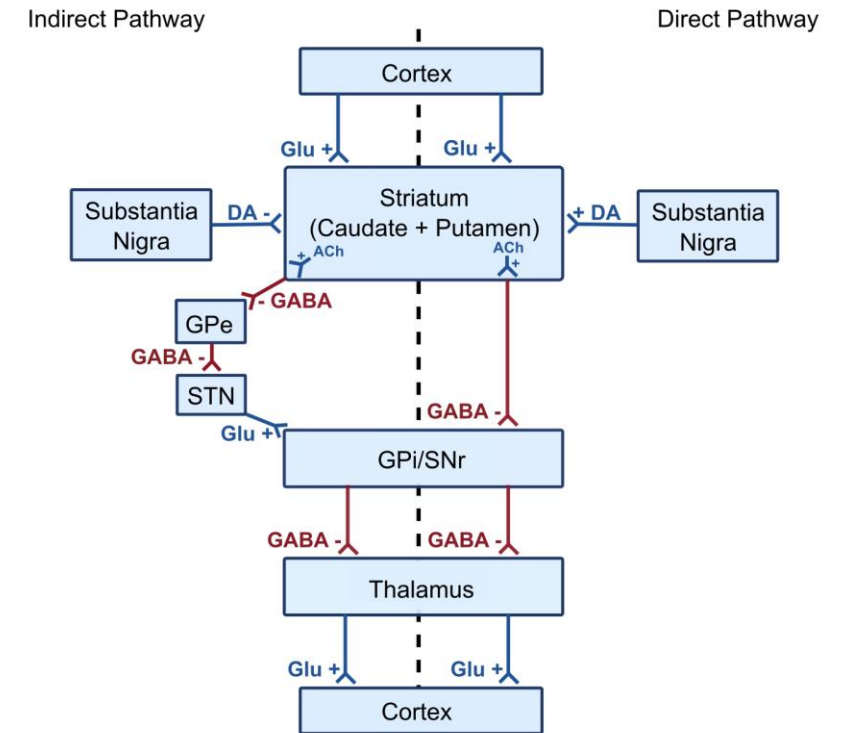 Indirect Pathway
Direct Pathway
Cortex
Glu +
Glu +
Substantia
Nigra
DA -
Striatum
(Caudate + Putamen)
+ DA
Substantia
Nigra
+ ACh
ACh
+
- GABA
GPe
GABA -
STN
Glu +
GABA -
GPi/SNr
GABA -
GABA -
Thalamus
Glu +
Glu +
Cortex